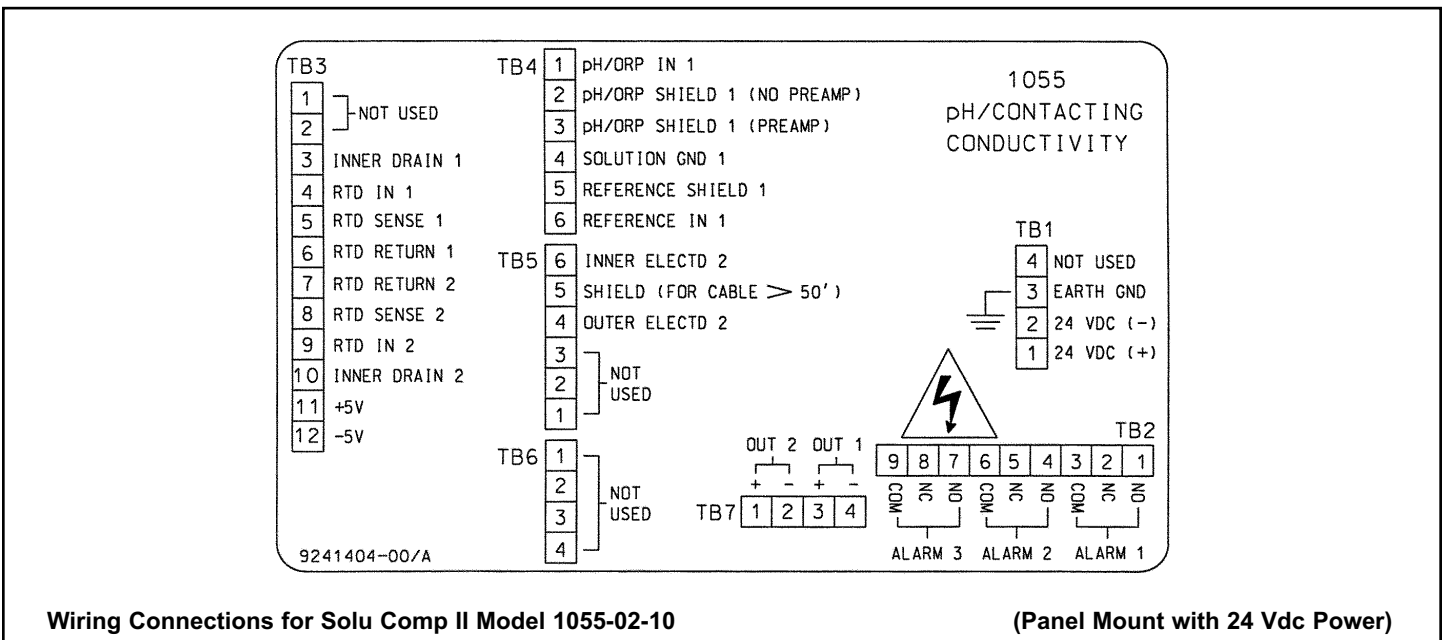 TB3
1
2
NOT USED
3 INNER DRAIN 1
4 RTD IN 1
5 RTD SENSE 1
6 RTD RETURN 1
7 RTD RETURN 2
8 RTD SENSE 2
9 RTD IN 2
10 INNER DRAIN 2
11 +5V
12 -5V
9241404-00/A
TB4
1 pH/ORP IN 1
2 pH/ORP SHIELD 1 (NO PREAMP)
3 pH/ORP SHIELD 1 (PREAMP)
4 SOLUTION GND 1
5 REFERENCE SHIELD 1
6 REFERENCE IN 1
TB5
6 INNER ELECTD 2
5 SHIELD (FOR CABLE > 50')
4 OUTER ELECTD 2
3
2
1
NOT
USED
TB6
1
2
3
4
NOT
USED
1055
pH/CONTACTING
CONDUCTIVITY
TB1
4 NOT USED
3 EARTH GND
2 24 VDC (-)
1 24 VDC (+)
OUT 2 OUT 1
+ - + -
TB7 1 2 3 4
TB2
9 8 7 6 5 4 3 2 1
COM NC NO COM NC NO COM NC NO
ALARM 3 ALARM 2 ALARM 1
Wiring Connections for Solu Comp II Model 1055-02-10 (Panel Mount with 24 Vdc Power)